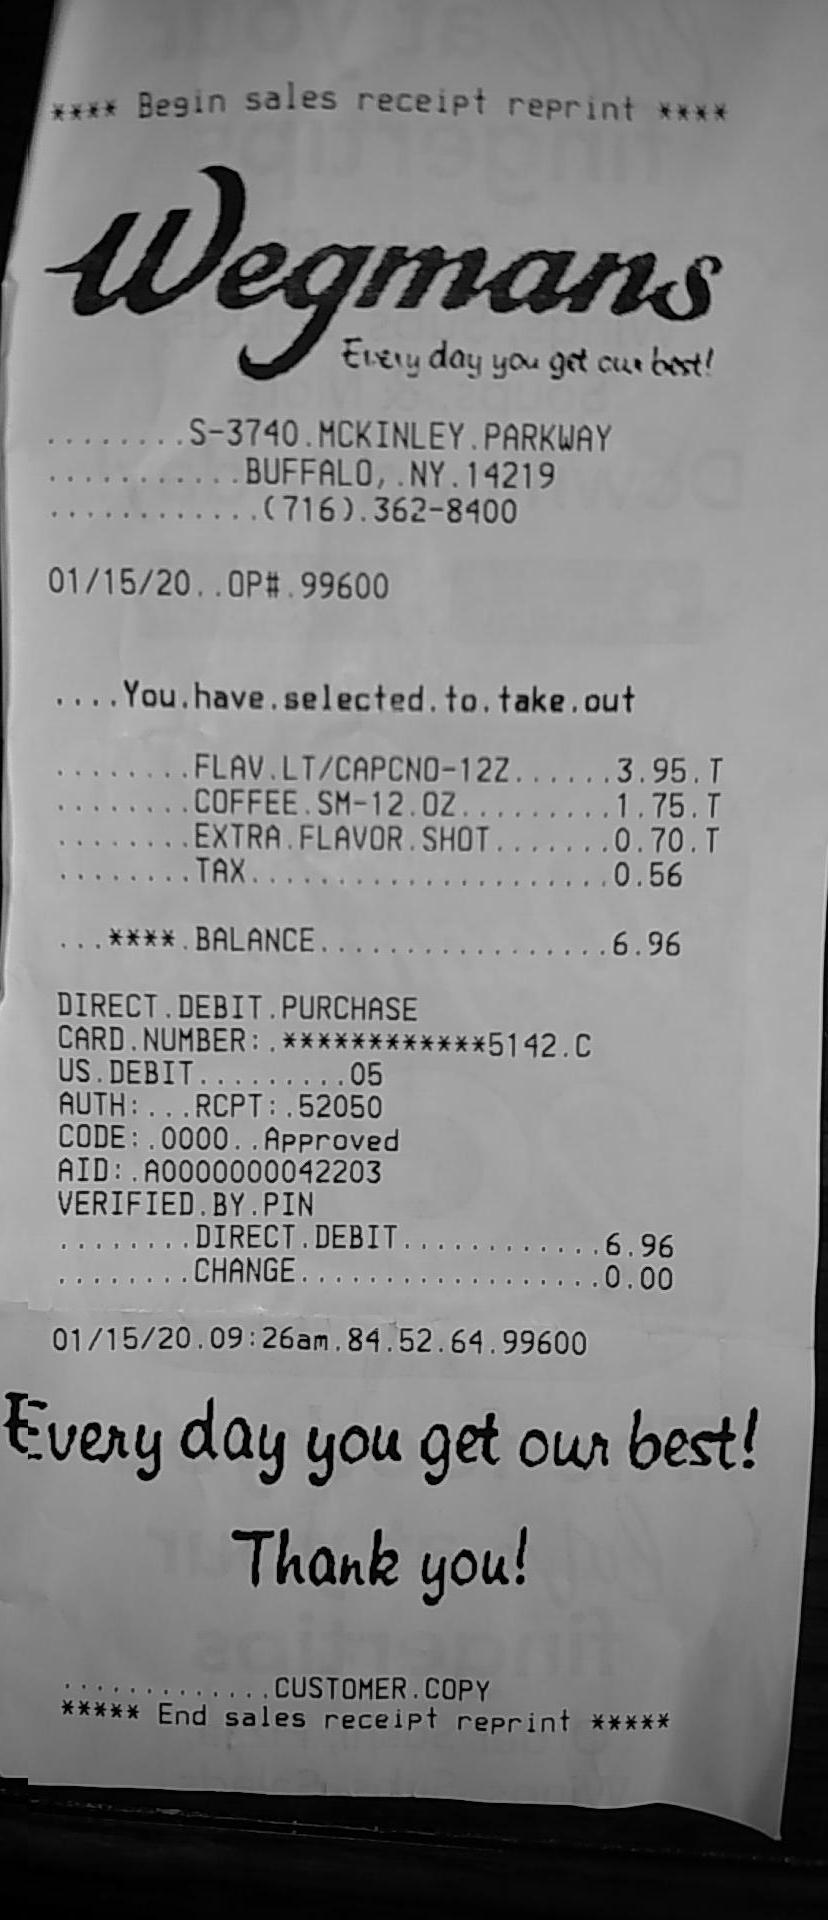 **** Begin sales receipt reprint ****
Wegmans
Every day you get our best!
........S-3740.MCKINLEY.PARKWAY
...........BUFFALO,.NY.14219
............(716).362-8400
01/15/20..OP#.99600
....You.have.selected.to.take.out
........FLAV.LT/CAPCNO-12Z......3.95.T
........COFFEE.SM-12.OZ.........1.75.T
........EXTRA.FLAVOR.SHOT.......0.70.T
........TAX.....................0.56
...****.BALANCE.................6.96
DIRECT.DEBIT.PURCHASE
CARD.NUMBER:.************5142.C
US.DEBIT.........05
AUTH:...RCPT:.52050
CODE:.0000..Approved
AID:.A0000000042203
VERIFIED.BY.PIN
........DIRECT.DEBIT............6.96
........CHANGE..................0.00
01/15/20.09:26am.84.52.64.99600
Every day you get our best!
Thank you!
.............CUSTOMER.COPY
***** End sales receipt reprint *****